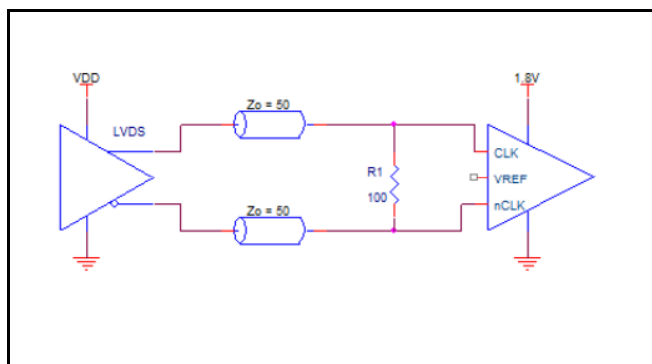 VDD
LVDS
Zo = 50
Zo = 50
R1
100
1.8V
CLK
VREF
nCLK